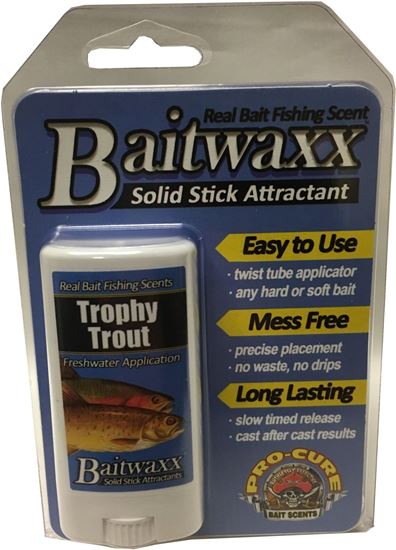 Real Bait Fishing Scent
Baitwaxx
Solid Stick Attractant
Easy to Use
· twist tube applicator
· any hard or soft bait
Mess Free
· precise placement
· no waste, no drips
Long Lasting
· slow timed release
· cast after cast results
PRO-CURE
BAIT SCENTS
Real Bait Fishing Scents
Trophy
Trout
Freshwater Application
Baitwaxx
Solid Stick Attractants